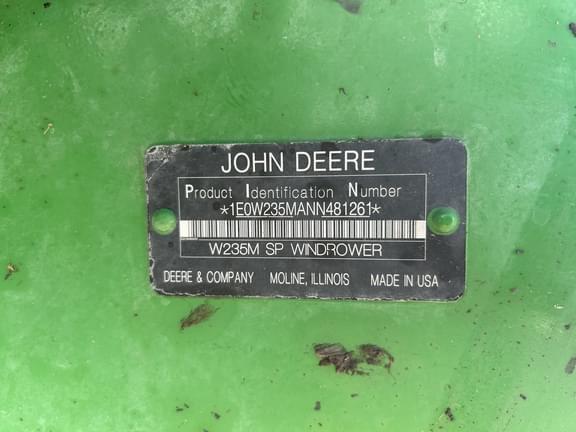 JOHN DEERE
Product Identification Number
*1E0W235MANN481261*
W235M SP WINDROWER
DEERE & COMPANY MOLINE, ILLINOIS MADE IN USA